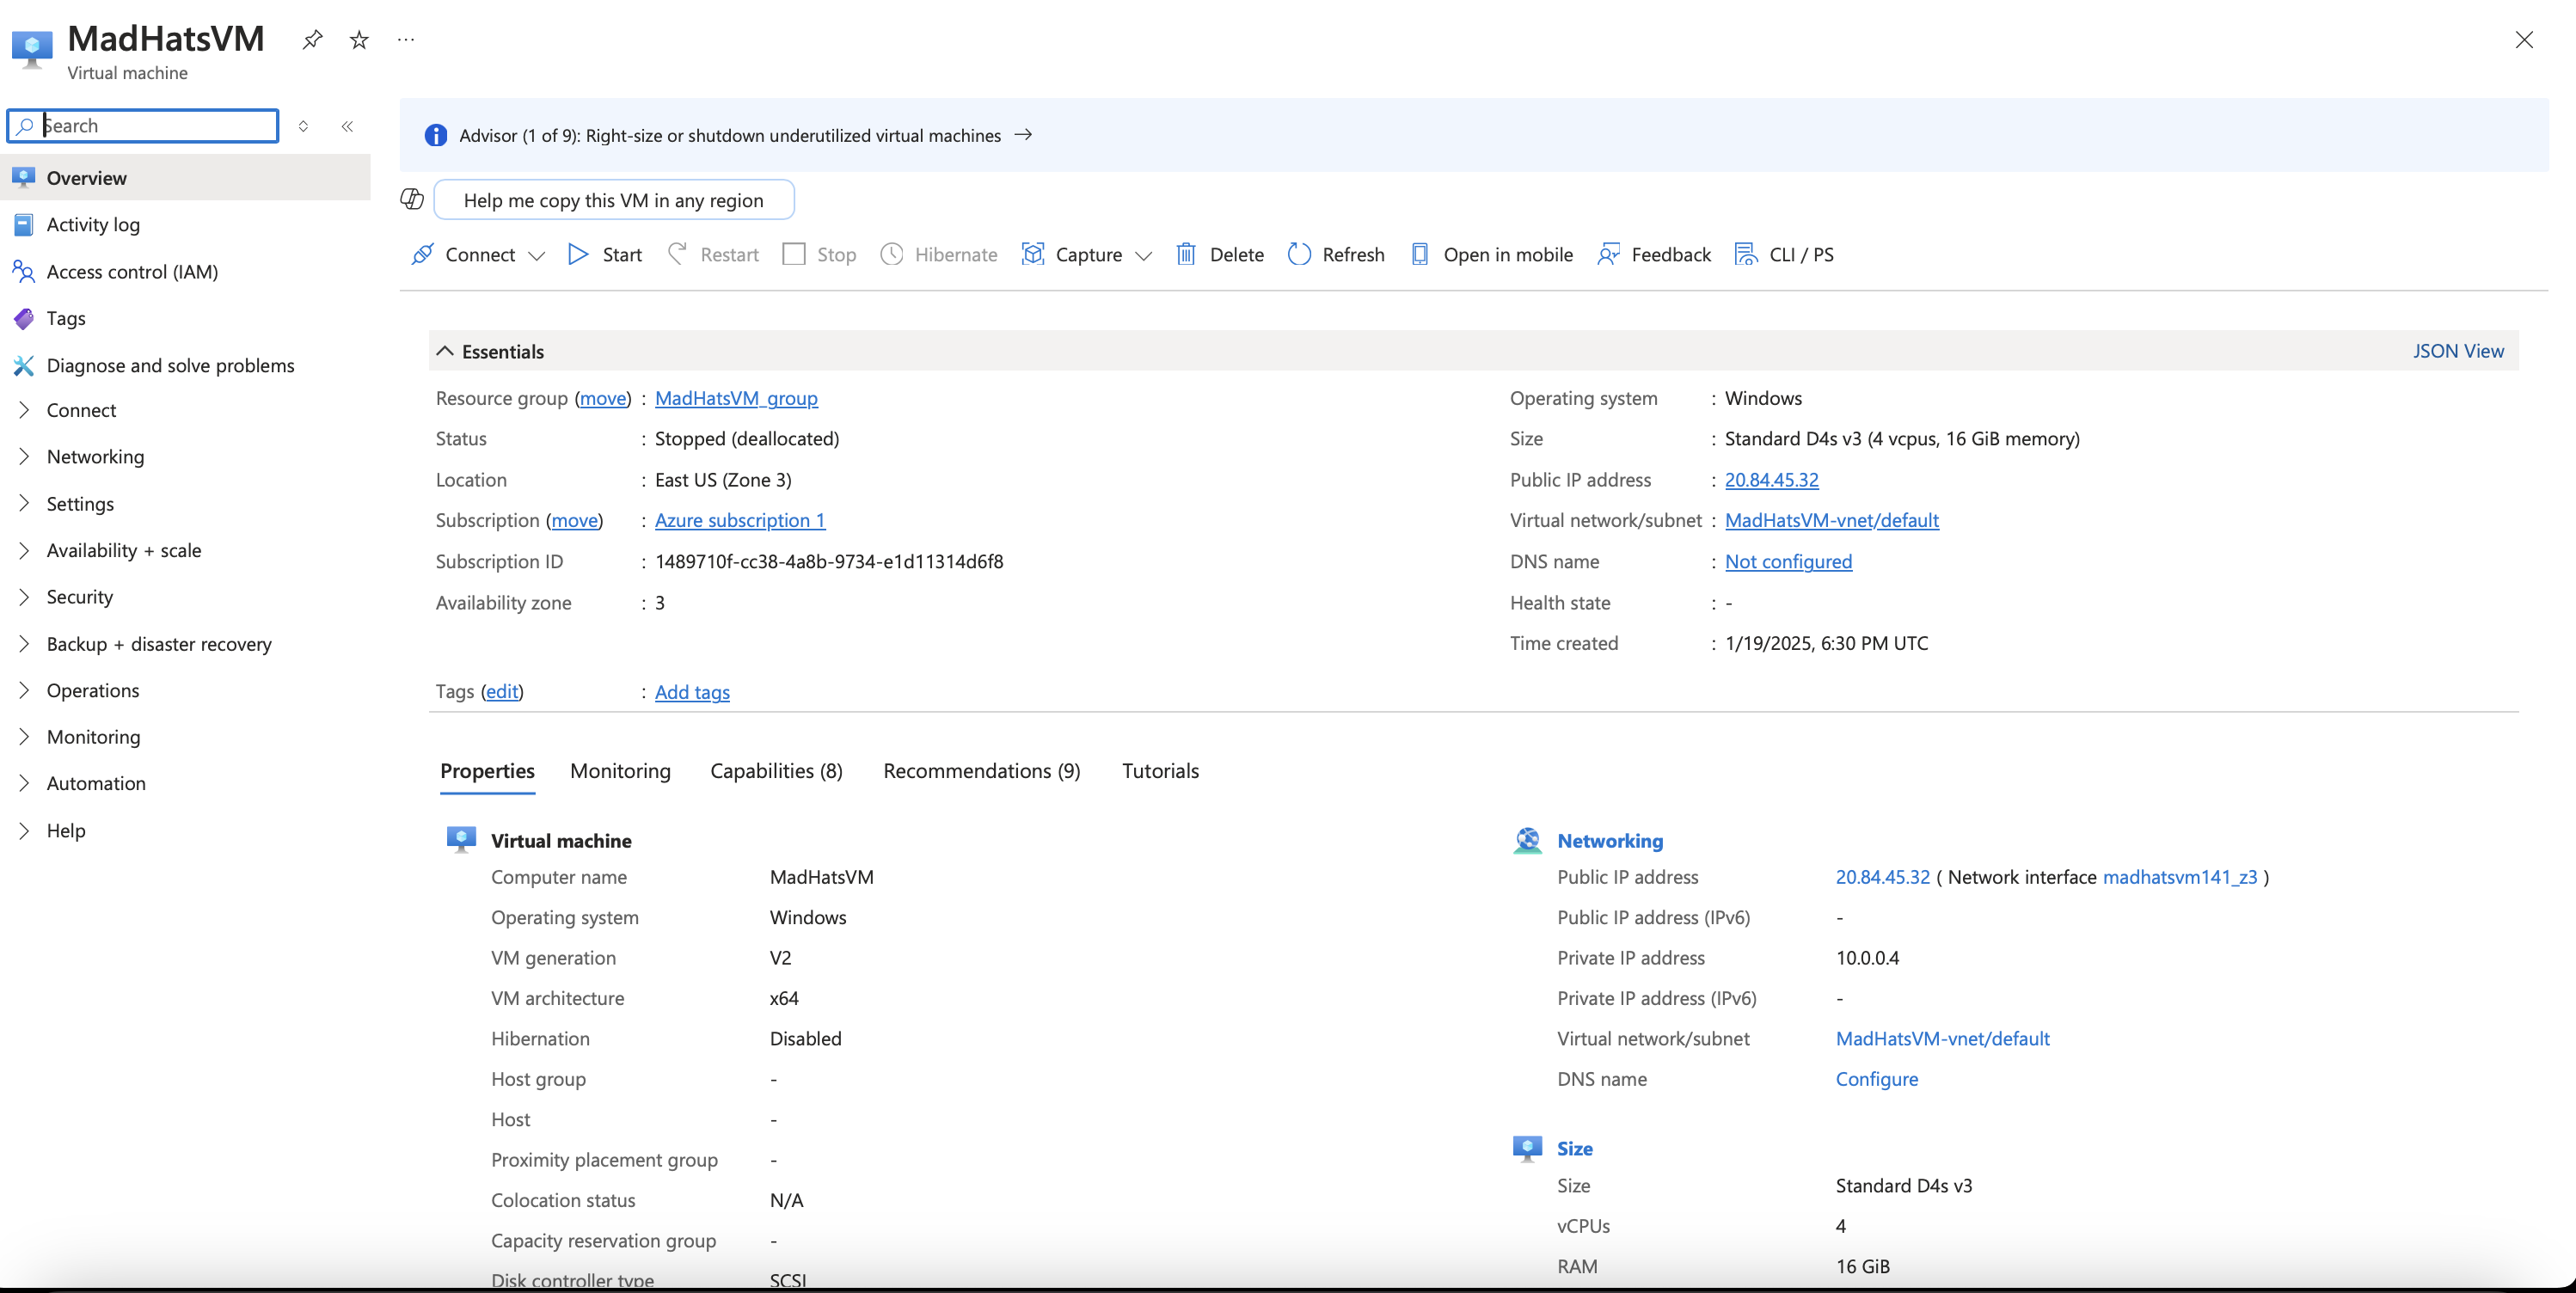 MadHatsVM
Virtual machine
Search
Overview
Activity log
Access control (IAM)
Tags
Diagnose and solve problems
Connect
Networking
Settings
Availability + scale
Security
Backup + disaster recovery
Operations
Monitoring
Automation
Help
Advisor (1 of 9): Right-size or shutdown underutilized virtual machines →
Help me copy this VM in any region
Connect Start Restart Stop Hibernate Capture Delete Refresh Open in mobile Feedback CLI / PS
Essentials JSON View
Resource group (move) : MadHatsVM_group
Status : Stopped (deallocated)
Location : East US (Zone 3)
Subscription (move) : Azure subscription 1
Subscription ID : 1489710f-cc38-4a8b-9734-e1d11314d6f8
Availability zone : 3
Operating system : Windows
Size : Standard D4s v3 (4 vcpus, 16 GiB memory)
Public IP address : 20.84.45.32
Virtual network/subnet : MadHatsVM-vnet/default
DNS name : Not configured
Health state : -
Time created : 1/19/2025, 6:30 PM UTC
Tags (edit) : Add tags
Properties Monitoring Capabilities (8) Recommendations (9) Tutorials
Virtual machine
Computer name MadHatsVM
Operating system Windows
VM generation V2
VM architecture x64
Hibernation Disabled
Host group -
Host -
Proximity placement group -
Colocation status N/A
Capacity reservation group -
Disk controller type SCSI
Networking
Public IP address 20.84.45.32 ( Network interface madhatsvm141_z3 )
Public IP address (IPv6) -
Private IP address 10.0.0.4
Private IP address (IPv6) -
Virtual network/subnet MadHatsVM-vnet/default
DNS name Configure
Size
Size Standard D4s v3
vCPUs 4
RAM 16 GiB